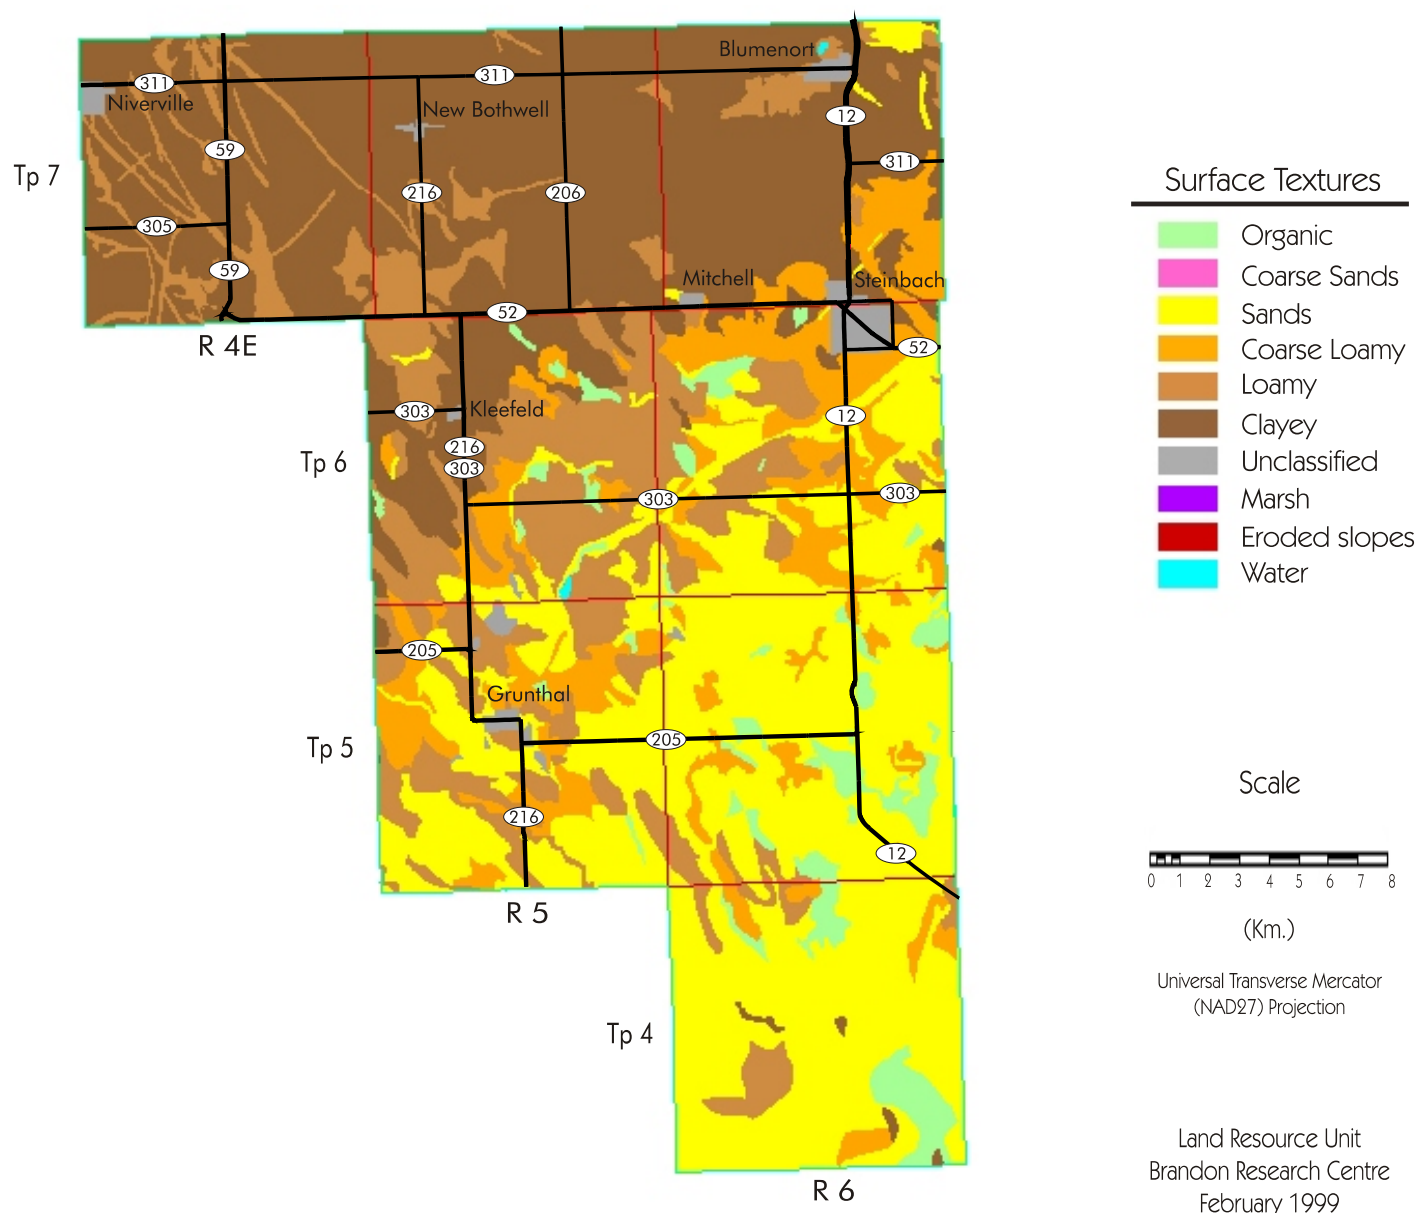 Blumenort
311
311
Niverville
New Bothwell
12
59
311
Tp 7
216
206
305
59
Mitchell
Steinbach
52
R 4E
52
303
Kleefeld
12
216
Tp 6
303
303
303
205
Grunthal
Tp 5
205
216
12
R 5
Tp 4
R 6
Surface Textures
Organic
Coarse Sands
Sands
Coarse Loamy
Loamy
Clayey
Unclassified
Marsh
Eroded slopes
Water
Scale
0 1 2 3 4 5 6 7 8
(Km.)
Universal Transverse Mercator
(NAD27) Projection
Land Resource Unit
Brandon Research Centre
February 1999